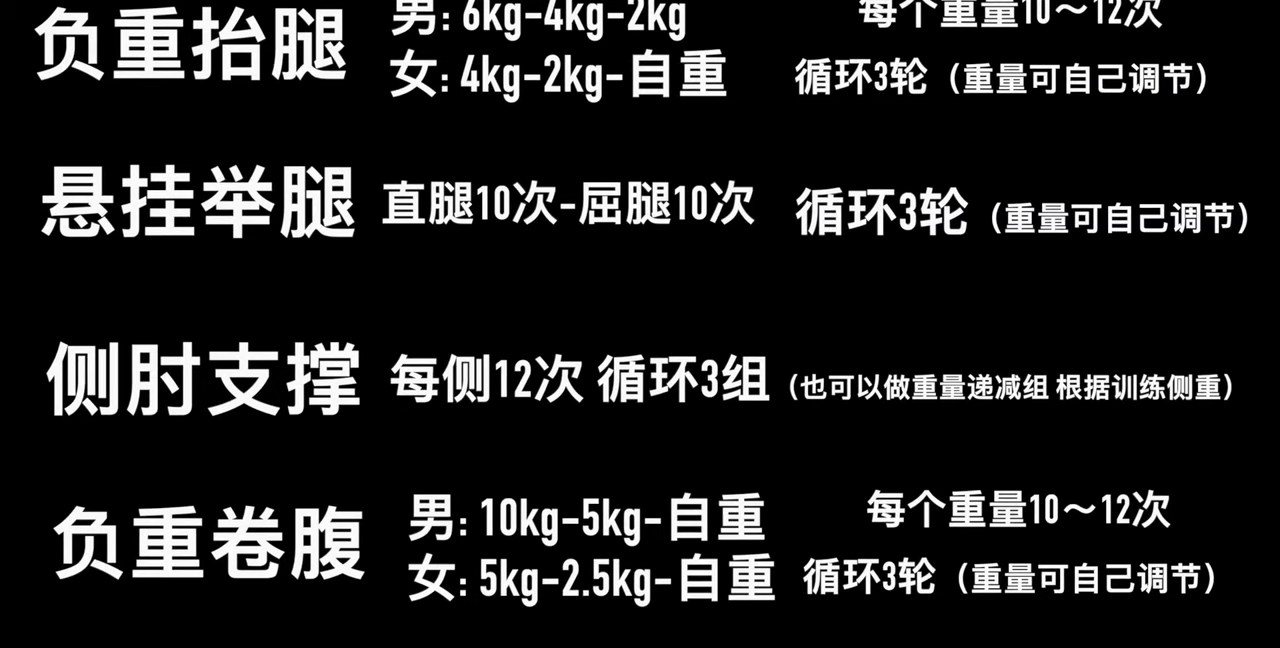 负重抬腿
男: 6kg-4kg-2kg
女: 4kg-2kg-自重
每个重量10～12次
循环3轮（重量可自己调节）
悬挂举腿
直腿10次-屈腿10次
循环3轮（重量可自己调节）
侧肘支撑
每侧12次 循环3组（也可以做重量递减组 根据训练侧重）
负重卷腹
男: 10kg-5kg-自重
女: 5kg-2.5kg-自重
每个重量10～12次
循环3轮（重量可自己调节）